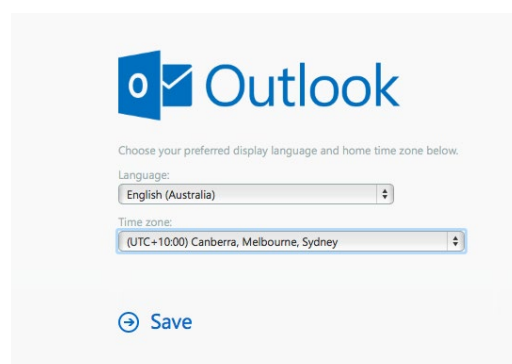 Outlook
Choose your preferred display language and home time zone below.
Language:
English (Australia)
Time zone:
(UTC+10:00) Canberra, Melbourne, Sydney
Save